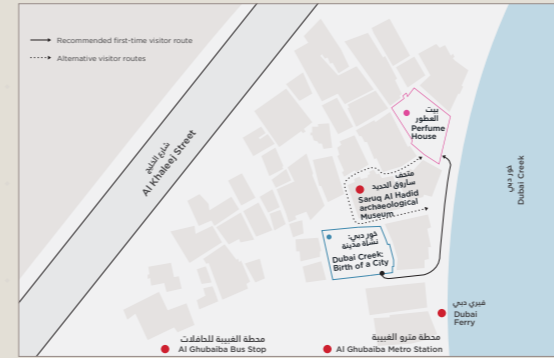 Recommended first-time visitor route
Alternative visitor routes
شارع الخليج
Al Khaleej Street
بيت
العطور
Perfume
House
متحف
ساروق الحديد
Saruq Al Hadid
archaeological
Museum
خور دبي:
نشأة مدينة
Dubai Creek:
Birth of a City
خور دبي
Dubai Creek
فيري دبي
Dubai
Ferry
محطة الغبيبة للحافلات
Al Ghubaiba Bus Stop
محطة مترو الغبيبة
Al Ghubaiba Metro Station